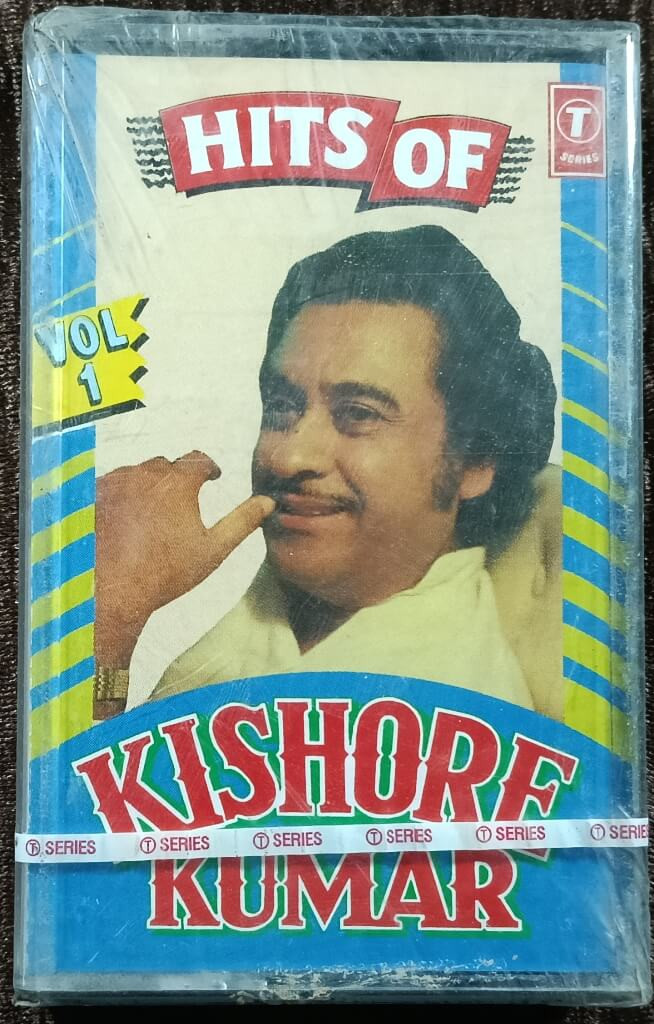 HITS OF
T
SERIES
VOL
1
KISHORE
T SERIES T SERIES T SERIES T SERIES T SERIES T SERIES
KUMAR